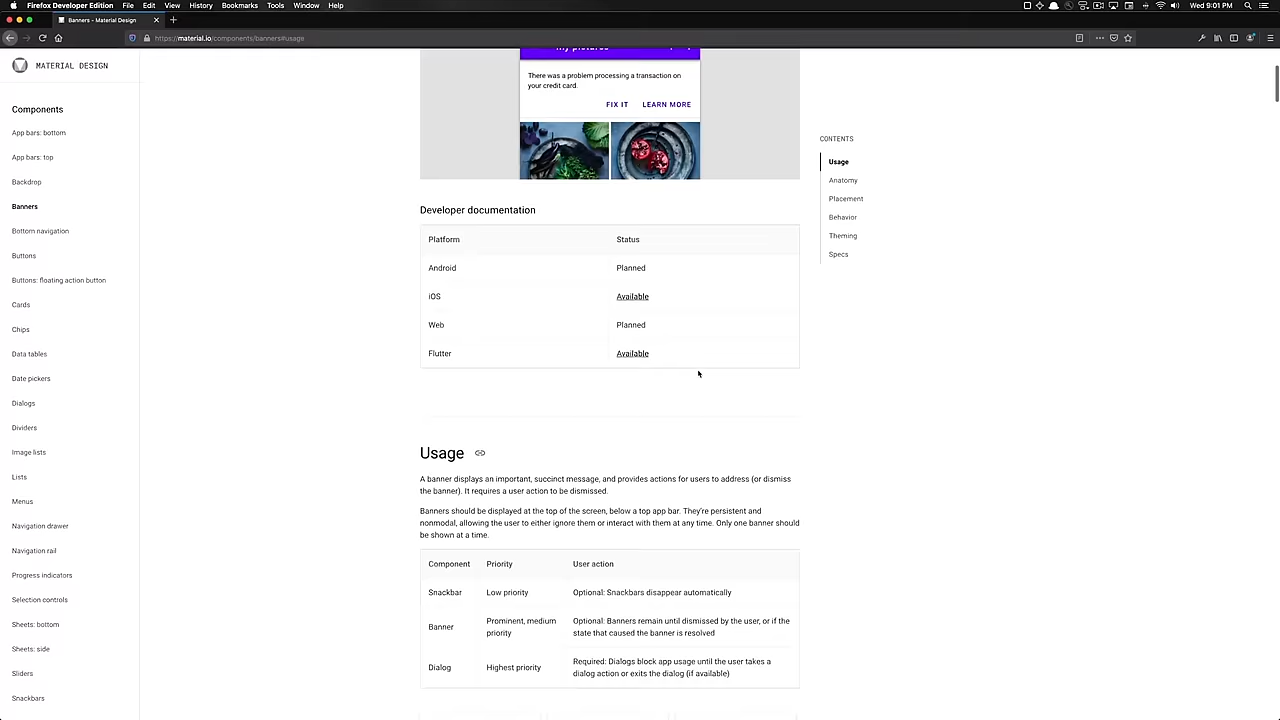 Firefox Developer Edition File Edit View History Bookmarks Tools Window Help
Wed 9:01 PM
Banners - Material Design
https://material.io/components/banners#usage
MATERIAL DESIGN
Components
App bars: bottom
App bars: top
Backdrop
Banners
Bottom navigation
Buttons
Buttons: floating action button
Cards
Chips
Data tables
Date pickers
Dialogs
Dividers
Image lists
Lists
Menus
Navigation drawer
Navigation rail
Progress indicators
Selection controls
Sheets: bottom
Sheets: side
Sliders
Snackbars
There was a problem processing a transaction on
your credit card.
FIX IT LEARN MORE
Developer documentation
Platform Status
Android Planned
iOS Available
Web Planned
Flutter Available
Usage
A banner displays an important, succinct message, and provides actions for users to address (or dismiss
the banner). It requires a user action to be dismissed.
Banners should be displayed at the top of the screen, below a top app bar. They're persistent and
nonmodal, allowing the user to either ignore them or interact with them at any time. Only one banner should
be shown at a time.
Component Priority User action
Snackbar Low priority Optional: Snackbars disappear automatically
Banner Prominent, medium
priority
Optional: Banners remain until dismissed by the user, or if the
state that caused the banner is resolved
Dialog Highest priority
Required: Dialogs block app usage until the user takes a
dialog action or exits the dialog (if available)
CONTENTS
Usage
Anatomy
Placement
Behavior
Theming
Specs